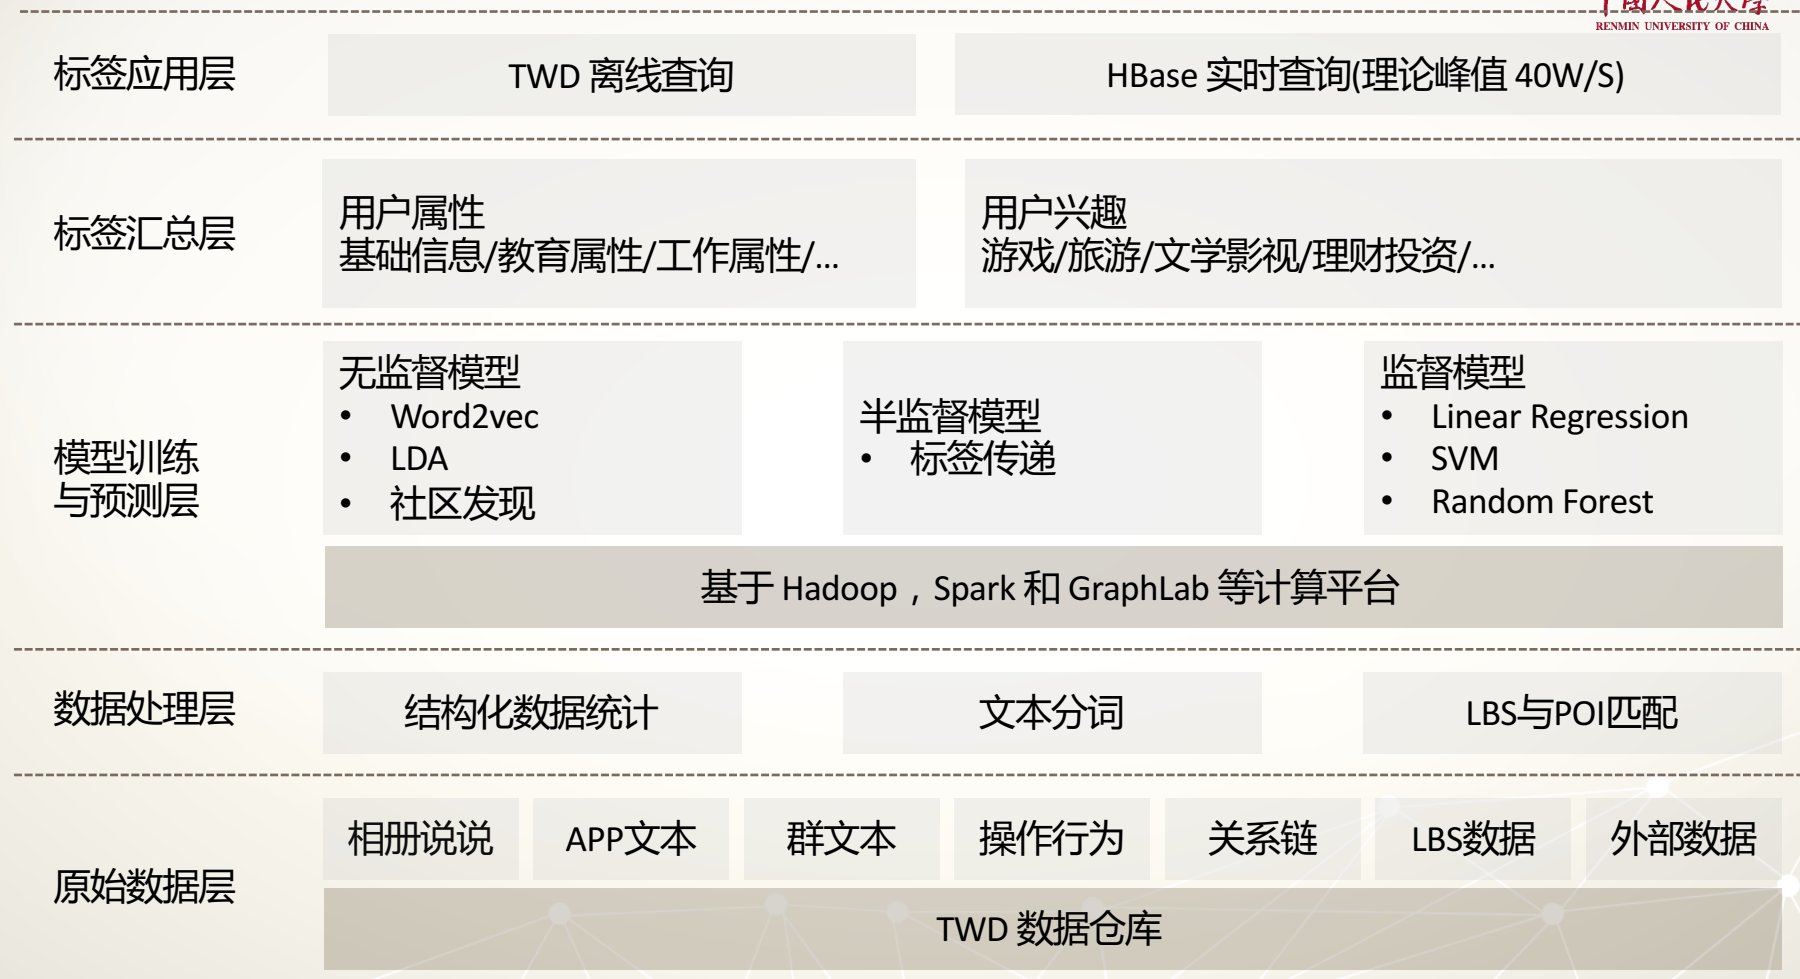 RENMIN UNIVERSITY OF CHINA
标签应用层
TWD 离线查询
HBase 实时查询(理论峰值 40W/S)
标签汇总层
用户属性
基础信息/教育属性/工作属性/...
用户兴趣
游戏/旅游/文学影视/理财投资/...
模型训练
与预测层
无监督模型
• Word2vec
• LDA
• 社区发现
半监督模型
• 标签传递
监督模型
• Linear Regression
• SVM
• Random Forest
基于 Hadoop，Spark 和 GraphLab 等计算平台
数据处理层
结构化数据统计
文本分词
LBS与POI匹配
原始数据层
相册说说
APP文本
群文本
操作行为
关系链
LBS数据
外部数据
TWD 数据仓库